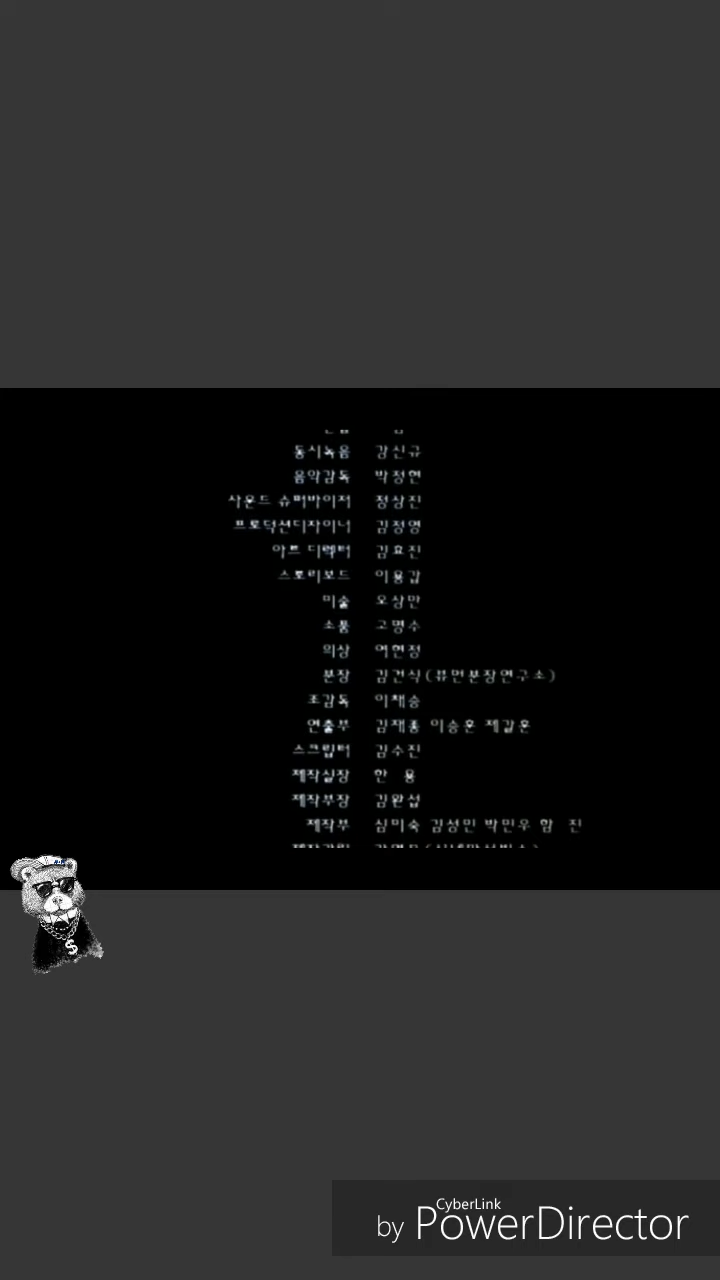 동시녹음 강신규
음악감독 박정현
사운드 슈퍼바이저 정상진
프로덕션디자이너 김정영
아트 디렉터 김효진
스토리보드 이용갑
미술 오상만
소품 고명수
의상 여현정
분장 김건식(뷰먼분장연구소)
조감독 이채승
연출부 김재종 이승훈 제갈훈
스크립터 김수진
제작실장 한 용
제작부장 김완섭
제작부 심미숙 김성민 박민우 함 진
$
by CyberLink PowerDirector